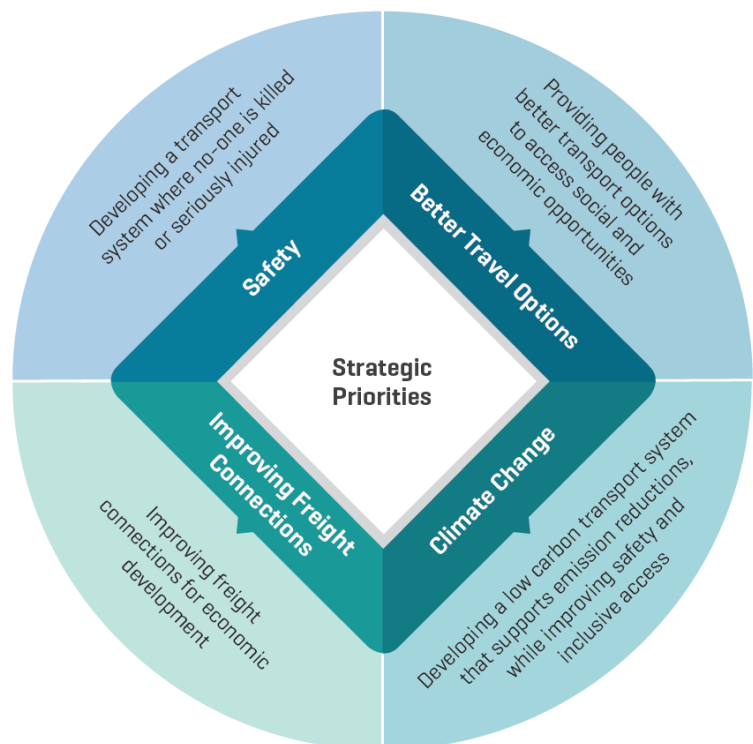 Developing a transport
system where no-one is killed
or seriously injured
Safety
Providing people with
better transport options
to access social and
economic opportunities
Better Travel Options
Strategic
Priorities
Improving Freight
Connections
Improving freight
connections for economic
development
Climate Change
Developing a low carbon transport system
that supports emission reductions,
while improving safety and
inclusive access